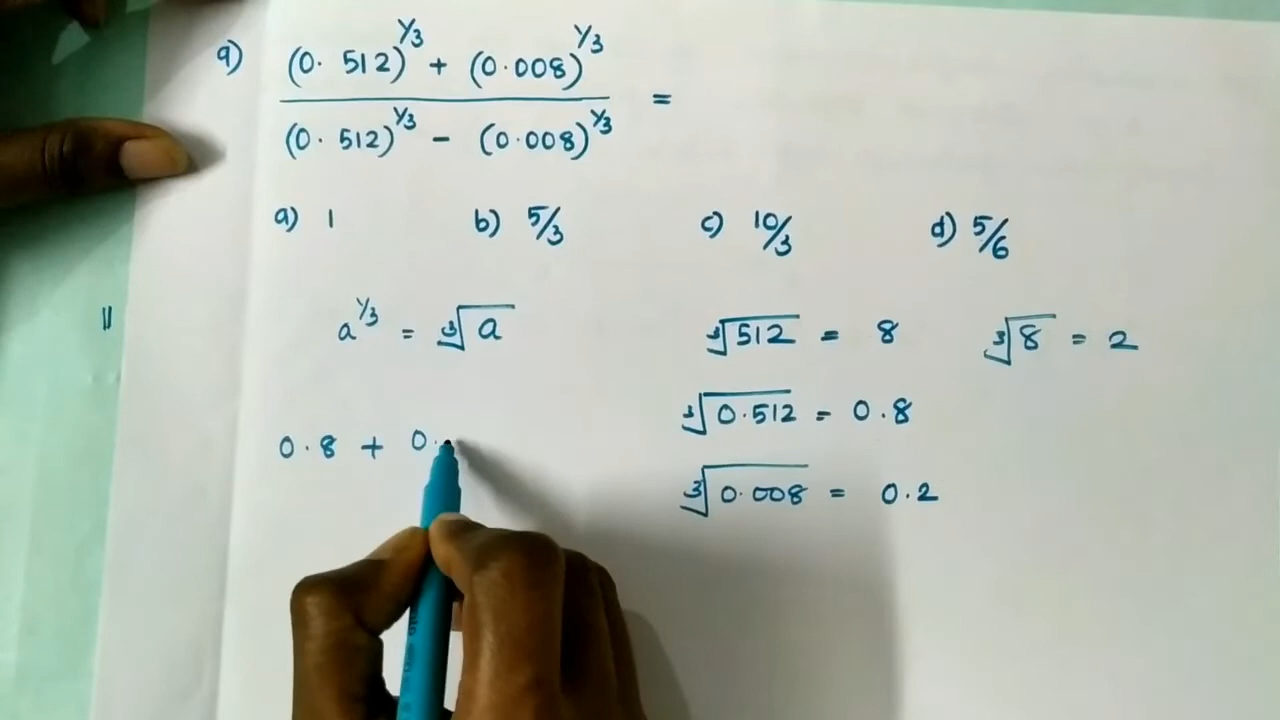 9) (0.512)^1/3 + (0.008)^1/3
=
(0.512)^1/3 - (0.008)^1/3
a) 1 b) 5/3 c) 10/3 d) 5/6
a^1/3 = ∛a ∛512 = 8 ∛8 = 2
∛0.512 = 0.8
0.8 + 0.
∛0.008 = 0.2